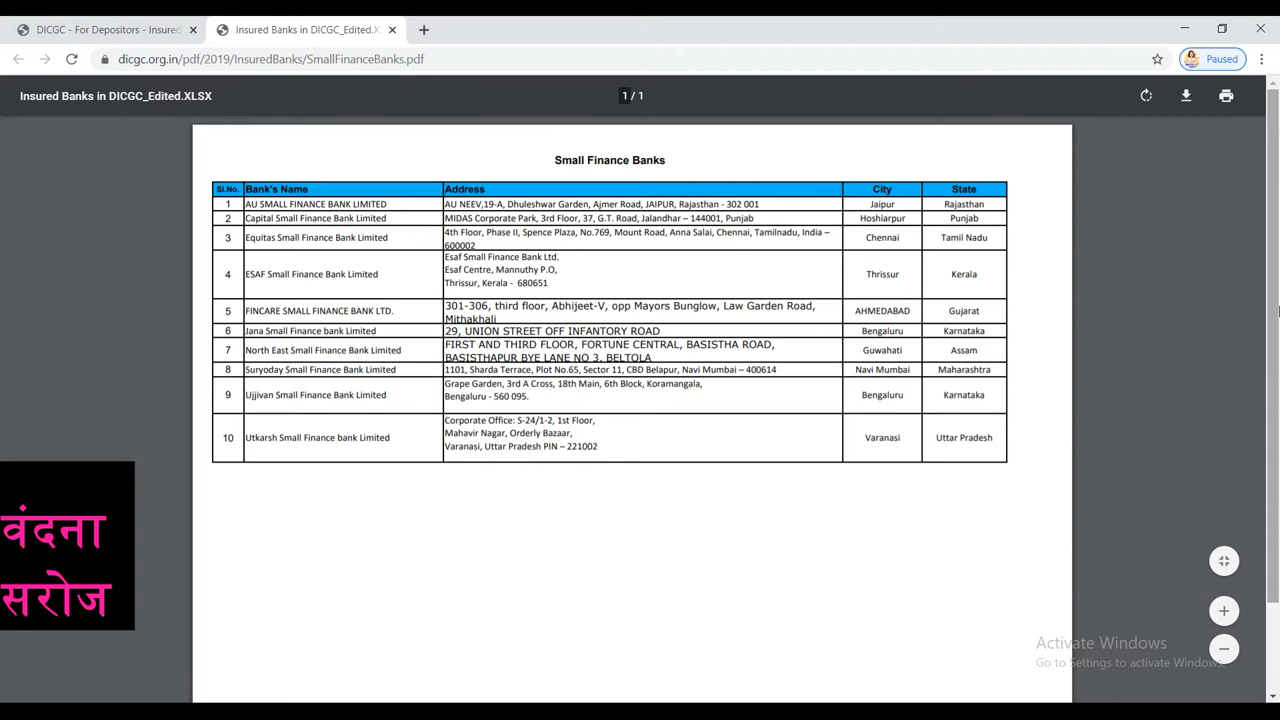 DICGC - For Depositors - Insured
Insured Banks in DICGC_Edited.X
dicgc.org.in/pdf/2019/InsuredBanks/SmallFinanceBanks.pdf
Paused
Insured Banks in DICGC_Edited.XLSX
1 / 1
Small Finance Banks
Sl.No. Bank's Name Address City State
1 AU SMALL FINANCE BANK LIMITED AU NEEV,19-A, Dhuleshwar Garden, Ajmer Road, JAIPUR, Rajasthan - 302 001 Jaipur Rajasthan
2 Capital Small Finance Bank Limited MIDAS Corporate Park, 3rd Floor, 37, G.T. Road, Jalandhar – 144001, Punjab Hoshiarpur Punjab
3 Equitas Small Finance Bank Limited 4th Floor, Phase II, Spence Plaza, No.769, Mount Road, Anna Salai, Chennai, Tamilnadu, India –
600002 Chennai Tamil Nadu
4 ESAF Small Finance Bank Limited Esaf Small Finance Bank Ltd.
Esaf Centre, Mannuthy P.O,
Thrissur, Kerala - 680651 Thrissur Kerala
5 FINCARE SMALL FINANCE BANK LTD. 301-306, third floor, Abhijeet-V, opp Mayors Bunglow, Law Garden Road,
Mithakhali AHMEDABAD Gujarat
6 Jana Small Finance bank Limited 29, UNION STREET OFF INFANTORY ROAD Bengaluru Karnataka
7 North East Small Finance Bank Limited FIRST AND THIRD FLOOR, FORTUNE CENTRAL, BASISTHA ROAD,
BASISTHAPUR BYE LANE NO 3, BELTOLA Guwahati Assam
8 Suryoday Small Finance Bank Limited 1101, Sharda Terrace, Plot No.65, Sector 11, CBD Belapur, Navi Mumbai – 400614 Navi Mumbai Maharashtra
9 Ujjivan Small Finance Bank Limited Grape Garden, 3rd A Cross, 18th Main, 6th Block, Koramangala,
Bengaluru - 560 095. Bengaluru Karnataka
10 Utkarsh Small Finance bank Limited Corporate Office: S-24/1-2, 1st Floor,
Mahavir Nagar, Orderly Bazaar,
Varanasi, Uttar Pradesh PIN – 221002 Varanasi Uttar Pradesh
वंदना
सरोज
Activate Windows
Go to Settings to activate Windows.